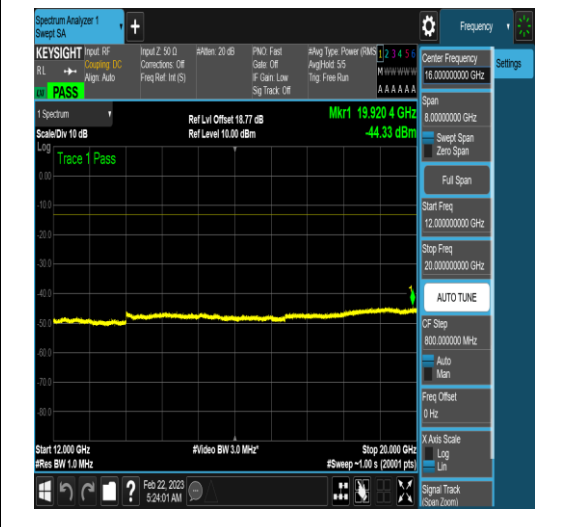 Spectrum Analyzer 1
Swept SA
Frequency
KEYSIGHT
RL
Input: RF
Coupling: DC
Align: Auto
Input Z: 50 Ω
Corrections: Off
Freq Ref: Int (S)
#Atten: 20 dB
PNO: Fast
Gate: Off
IF Gain: Low
Sig Track: Off
#Avg Type: Power (RMS
Avg|Hold: 5/5
Trig: Free Run
1 2 3 4 5 6
M W W W W W
A A A A A A
PASS
1 Spectrum
Scale/Div 10 dB
Ref Lvl Offset 18.77 dB
Ref Level 10.00 dBm
Mkr1 19.920 4 GHz
-44.33 dBm
Log
Trace 1 Pass
0.00
-10.0
-20.0
-30.0
-40.0
-50.0
-60.0
-70.0
-80.0
1
Start 12.000 GHz
#Res BW 1.0 MHz
#Video BW 3.0 MHz*
Stop 20.000 GHz
#Sweep ~1.00 s (20001 pts)
Feb 22, 2023
5:24:01 AM
Center Frequency
16.00000000 GHz
Settings
Span
8.00000000 GHz
Swept Span
Zero Span
Full Span
Start Freq
12.000000000 GHz
Stop Freq
20.000000000 GHz
AUTO TUNE
CF Step
800.000000 MHz
Auto
Man
Freq Offset
0 Hz
X Axis Scale
Log
Lin
Signal Track
(Span Zoom)